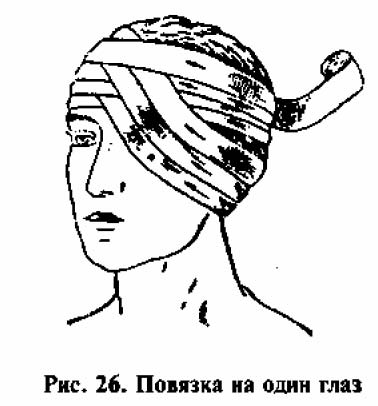 Рис. 26. Повязка на один глаз